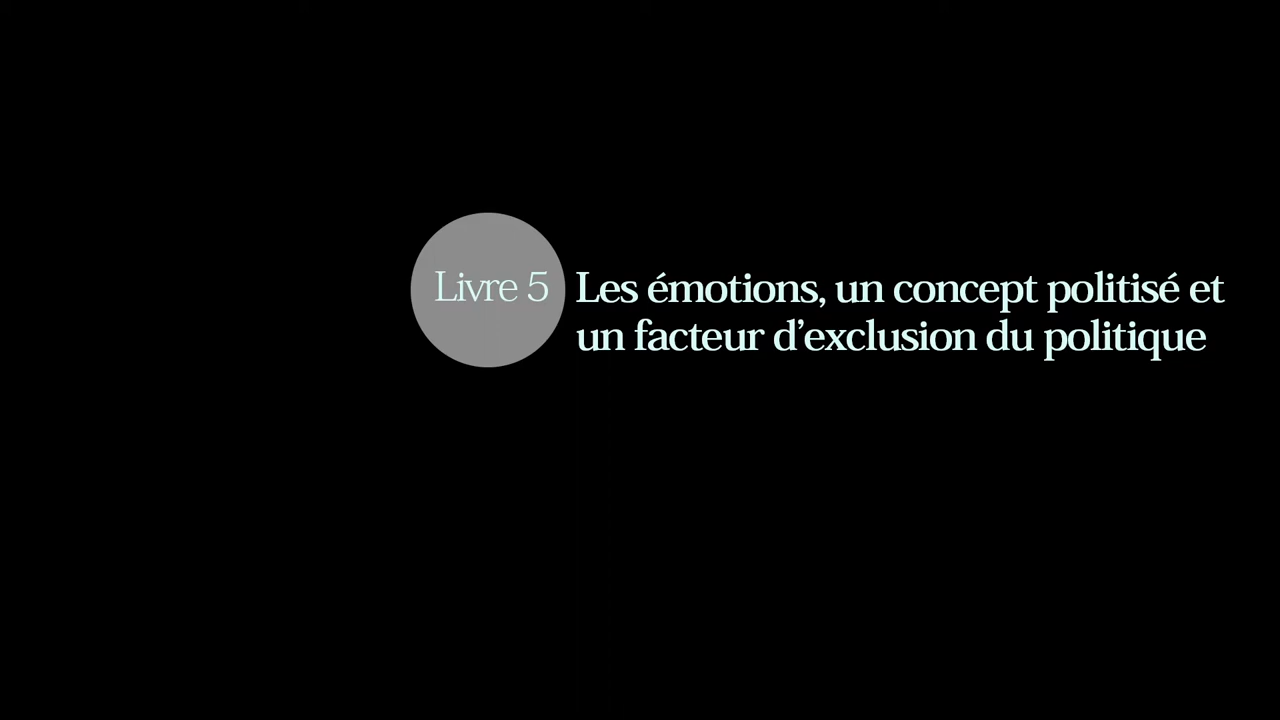 Livre 5
Les émotions, un concept politisé et
un facteur d’exclusion du politique